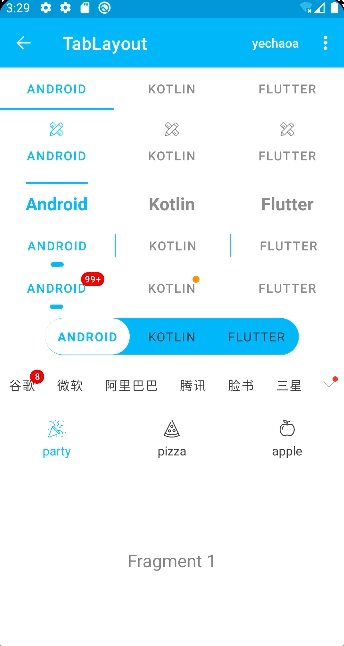 3:29
TabLayout yechaoa
ANDROID KOTLIN FLUTTER
ANDROID KOTLIN FLUTTER
Android Kotlin Flutter
ANDROID KOTLIN FLUTTER
99+
ANDROID KOTLIN FLUTTER
ANDROID KOTLIN FLUTTER
8
谷歌 微软 阿里巴巴 腾讯 脸书 三星
party pizza apple
Fragment 1